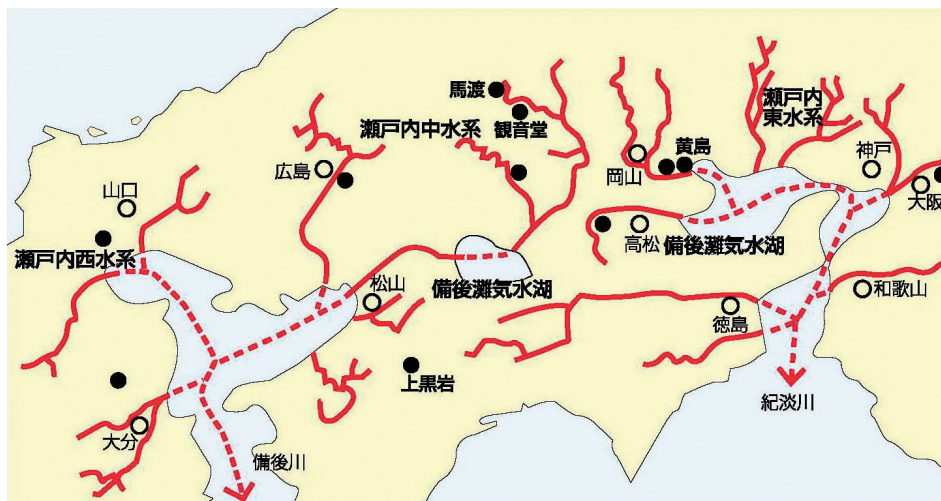 馬渡
瀬戸内中水系
観音堂
瀬戸内
東水系
黄島
神戸
広島
岡山
大阪
山口
瀬戸内西水系
高松
備後灘気水湖
松山
備後灘気水湖
和歌山
徳島
上黒岩
紀淡川
大分
備後川